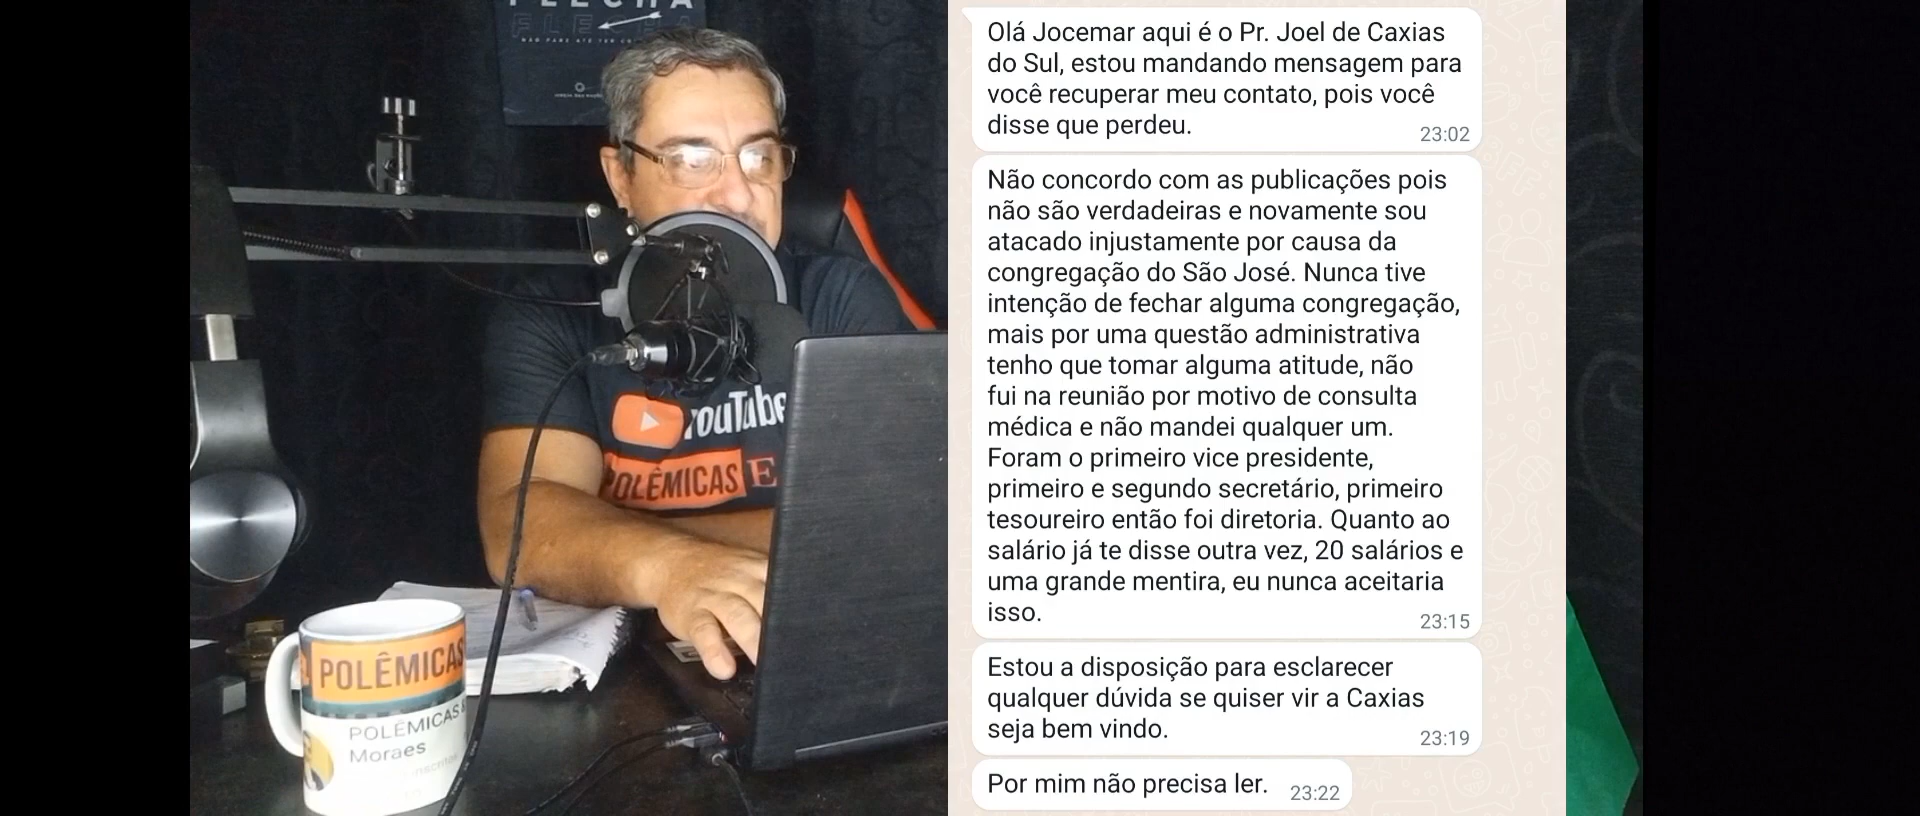 FLECHA
FLECHA
Olá Jocemar aqui é o Pr. Joel de Caxias
do Sul, estou mandando mensagem para
você recuperar meu contato, pois você
disse que perdeu.
23:02
Não concordo com as publicações pois
não são verdadeiras e novamente sou
atacado injustamente por causa da
congregação do São José. Nunca tive
intenção de fechar alguma congregação,
mais por uma questão administrativa
tenho que tomar alguma atitude, não
fui na reunião por motivo de consulta
médica e não mandei qualquer um.
Foram o primeiro vice presidente,
primeiro e segundo secretário, primeiro
tesoureiro então foi diretoria. Quanto ao
salário já te disse outra vez, 20 salários e
uma grande mentira, eu nunca aceitaria
isso.
23:15
Estou a disposição para esclarecer
qualquer dúvida se quiser vir a Caxias
seja bem vindo.
23:19
Por mim não precisa ler.
23:22
YouTube
POLÊMICAS E
POLÊMICAS
POLÊMICAS &
Moraes